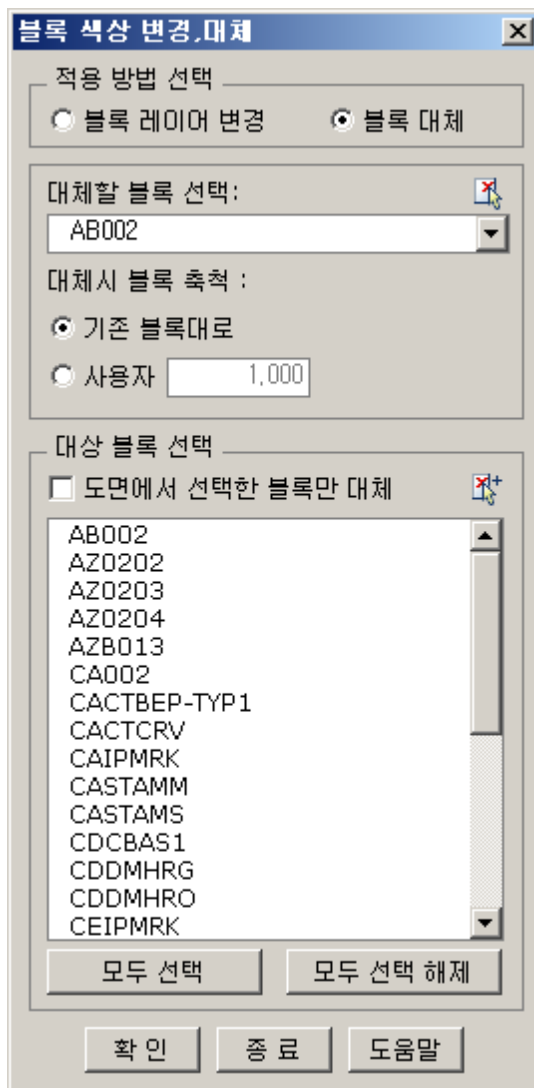 블록 색상 변경,대체
적용 방법 선택
블록 레이어 변경 블록 대체
대체할 블록 선택:
AB002
대체시 블록 축척 :
기존 블록대로
사용자 1,000
대상 블록 선택
도면에서 선택한 블록만 대체
AB002
AZ0202
AZ0203
AZ0204
AZB013
CA002
CACTBEP-TYP1
CACTCRV
CAIPMRK
CASTAMM
CASTAMS
CDCBAS1
CDDMHRG
CDDMHRO
CEIPMRK
모두 선택 모두 선택 해제
확 인 종 료 도움말